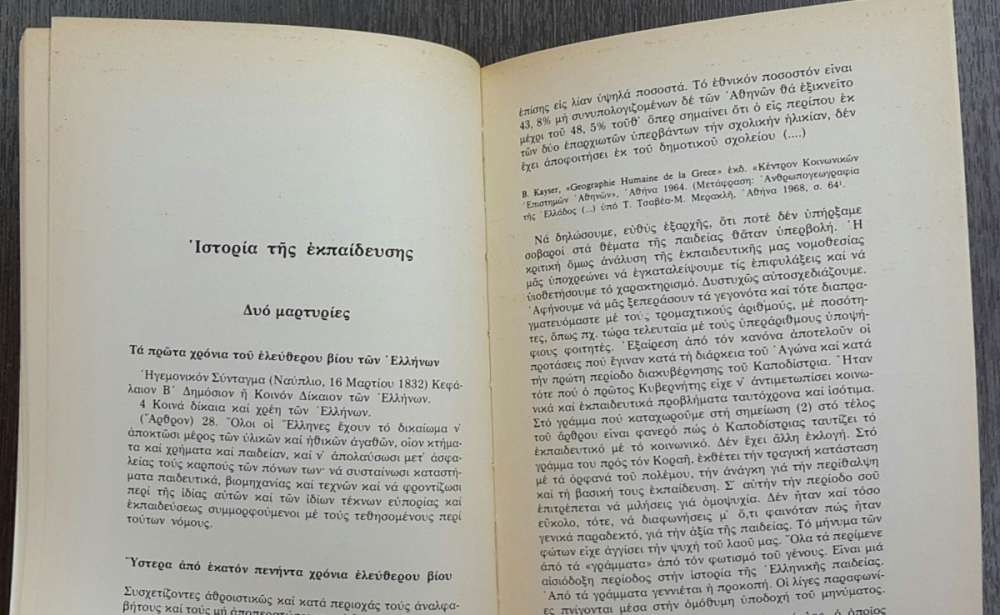 Ἱστορία τῆς ἐκπαίδευσης
Δυό μαρτυρίες
Τά πρῶτα χρόνια τοῦ ἐλεύθερου βίου τῶν Ἑλλήνων
Ἡγεμονικόν Σύνταγμα (Ναύπλιο, 16 Μαρτίου 1832) Κεφά-
λαιον Β΄ Δημόσιον ἤ Κοινόν Δίκαιον τῶν Ἑλλήνων.
4 Κοινά δίκαια καί χρέη τῶν Ἑλλήνων.
(Ἄρθρον) 28. Ὅλοι οἱ Ἕλληνες ἔχουν τό δικαίωμα ν᾽
ἀποκτῶσι μέρος τῶν ὑλικῶν καί ἠθικῶν ἀγαθῶν, οἷον κτήμα-
τα καί χρήματα καί παιδείαν, καί ν᾽ ἀπολαύσωσι μετ᾽ ἀσφα-
λείας τούς καρπούς τῶν πόνων των· νά συσταίνωσι καταστή-
ματα παιδευτικά, βιομηχανίας καί τεχνῶν καί νά φροντίζωσι
περί τῆς ἰδίας αὐτῶν καί τῶν ἰδίων τέκνων εὐπορίας καί
ἐκπαιδεύσεως συμμορφούμενοι μέ τούς τεθησομένους περί
τούτων νόμους.
Ὕστερα ἀπό ἑκατόν πενήντα χρόνια ἐλεύθερου βίου
Συσχετίζοντες ἀθροιστικῶς καί κατά περιοχάς τούς ἀναλφα-
βήτους καί τούς μή
ἐπίσης εἰς λίαν ὑψηλά ποσοστά. Τό ἐθνικόν ποσοστόν εἶναι
43, 8% μή συνυπολογιζομένων δέ τῶν Ἀθηνῶν θά ἐξικνεῖτο
μέχρι τοῦ 48, 5% τοῦθ᾽ ὅπερ σημαίνει ὅτι ὁ εἷς περίπου ἐκ
τῶν δύο ἐπαρχιωτῶν ὑπερβάντων τήν σχολικήν ἡλικίαν, δέν
ἔχει ἀποφοιτήσει ἐκ τοῦ δημοτικοῦ σχολείου (....)
B. Kayser, «Geographie Humaine de la Grece» ἐκδ. «Κέντρον Κοινωνικῶν
Ἐπιστημῶν Ἀθηνῶν», Ἀθήνα 1964. (Μετάφραση: Ἀνθρωπογεωγραφία
τῆς Ἑλλάδος (...) ὑπό Τ. Τσαβέα-Μ. Μερακλῆ, Ἀθήνα 1968, σ. 64¹.
Νά δηλώσουμε, εὐθύς ἐξαρχῆς, ὅτι ποτέ δέν ὑπήρξαμε
σοβαροί στά θέματα τῆς παιδείας θἄταν ὑπερβολή. Ἡ
κριτική ὅμως ἀνάλυση τῆς ἐκπαιδευτικῆς μας νομοθεσίας
μᾶς ὑποχρεώνει νά ἐγκαταλείψουμε τίς ἐπιφυλάξεις καί νά
υἱοθετήσουμε τό χαρακτηρισμό. Δυστυχῶς αὐτοσχεδιάζουμε.
Ἀφήνουμε νά μᾶς ξεπεράσουν τά γεγονότα καί τότε διαπρα-
γματευόμαστε μέ τούς τρομαχτικούς ἀριθμούς, μέ ποσότη-
τες, ὅπως πχ. τώρα τελευταῖα μέ τούς ὑπεράριθμους ὑποψή-
φιους φοιτητές. Ἐξαίρεση ἀπό τόν κανόνα ἀποτελοῦν οἱ
προτάσεις πού ἔγιναν κατά τή διάρκεια τοῦ Ἀγώνα καί κατά
τήν πρώτη περίοδο διακυβέρνησης τοῦ Καποδίστρια. Ἦταν
τότε πού ὁ πρῶτος Κυβερνήτης εἶχε ν᾽ ἀντιμετωπίσει κοινω-
νικά καί ἐκπαιδευτικά προβλήματα ταυτόχρονα καί ἰσότιμα.
Στό γράμμα πού καταχωροῦμε στή σημείωση (2) στό τέλος
τοῦ ἄρθρου εἶναι φανερό πώς ὁ Καποδίστριας ταυτίζει τό
ἐκπαιδευτικό μέ τό κοινωνικό. Δέν ἔχει ἄλλη ἐκλογή. Στό
γράμμα του πρός τόν Κοραῆ, ἐκθέτει τήν τραγική κατάσταση
μέ τά ὀρφανά τοῦ πολέμου, τήν ἀνάγκη γιά τήν περίθαλψη
καί τή βασική τους ἐκπαίδευση. Σ᾽ αὐτήν τήν περίοδο σοῦ
ἐπιτρέπεται νά μιλήσεις γιά ὁμοψυχία. Δέν ἦταν καί τόσο
εὔκολο, τότε, νά διαφωνήσεις μ᾽ ὅ,τι φαινόταν πώς ἦταν
γενικά παραδεκτό, γιά τήν ἀξία τῆς παιδείας. Τό μήνυμα τῶν
φώτων εἶχε ἀγγίσει τήν ψυχή τοῦ λαοῦ μας. Ὅλα τά περίμενε
ἀπό τά «γράμματα» ἀπό τόν φωτισμό τοῦ γένους. Εἶναι μιά
αἰσιόδοξη περίοδος στήν ἱστορία τῆς Ἑλληνικῆς παιδείας.
Ἀπό τά γράμματα γεννιέται ἡ προκοπή. Οἱ λίγες παραφωνί-
ες πνίγονται μέσα στήν ὁμόθυμη ὑποδοχή τοῦ μηνύματος.
ὁ ὁποῖος